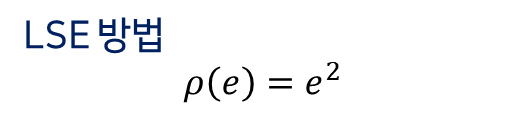 LSE 방법
ρ(e) = e²